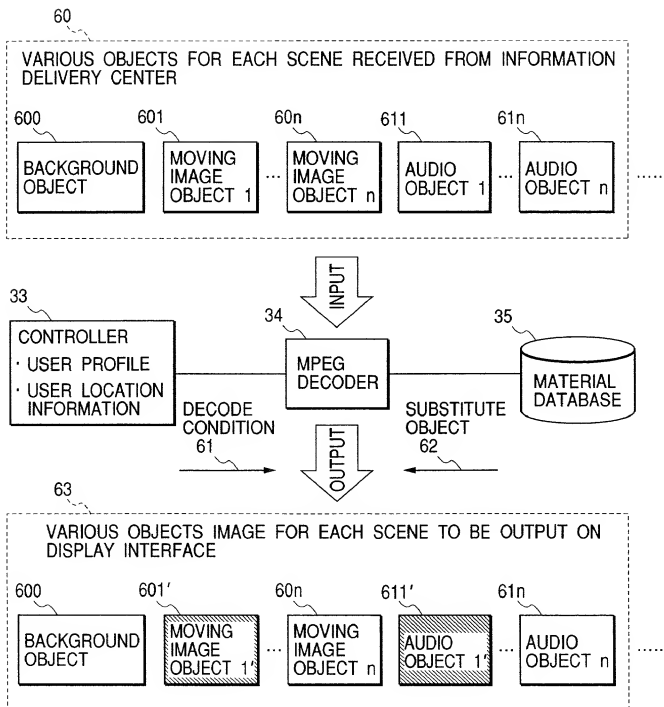 60
VARIOUS OBJECTS FOR EACH SCENE RECEIVED FROM INFORMATION
DELIVERY CENTER
600
BACKGROUND
OBJECT
601
MOVING
IMAGE
OBJECT 1
...
60n
MOVING
IMAGE
OBJECT n
611
AUDIO
OBJECT 1
...
61n
AUDIO
OBJECT n
.....
INPUT
33
CONTROLLER
· USER PROFILE
· USER LOCATION
INFORMATION
34
MPEG
DECODER
35
MATERIAL
DATABASE
DECODE
CONDITION
61
OUTPUT
SUBSTITUTE
OBJECT
62
63
VARIOUS OBJECTS IMAGE FOR EACH SCENE TO BE OUTPUT ON
DISPLAY INTERFACE
600
BACKGROUND
OBJECT
601'
MOVING
IMAGE
OBJECT 1'
...
60n
MOVING
IMAGE
OBJECT n
611'
AUDIO
OBJECT 1'
...
61n
AUDIO
OBJECT n
.....